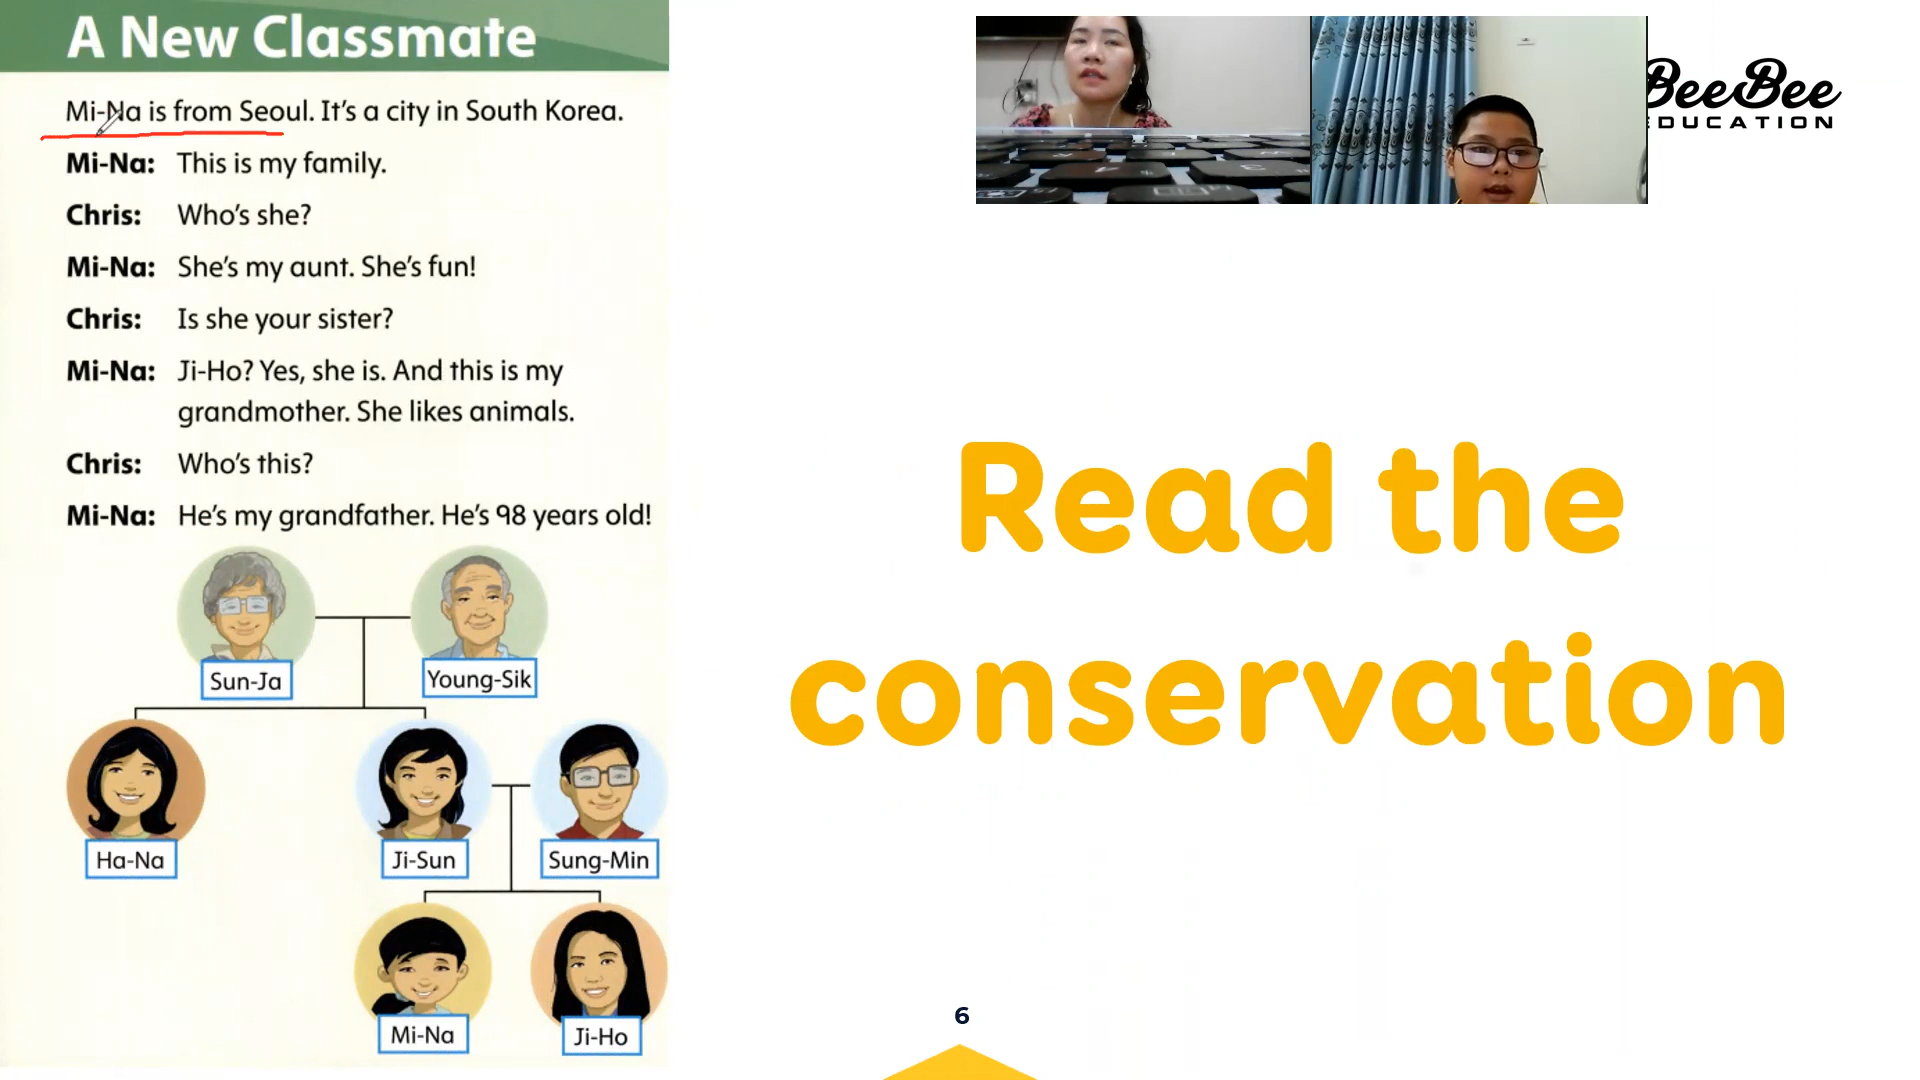 A New Classmate
Mi-Na is from Seoul. It's a city in South Korea.
Mi-Na: This is my family.
Chris: Who's she?
Mi-Na: She's my aunt. She's fun!
Chris: Is she your sister?
Mi-Na: Ji-Ho? Yes, she is. And this is my
grandmother. She likes animals.
Chris: Who's this?
Mi-Na: He's my grandfather. He's 98 years old!
Sun-Ja
Young-Sik
Ha-Na
Ji-Sun
Sung-Min
Mi-Na
Ji-Ho
BeeBee
EDUCATION
Read the
conservation
6